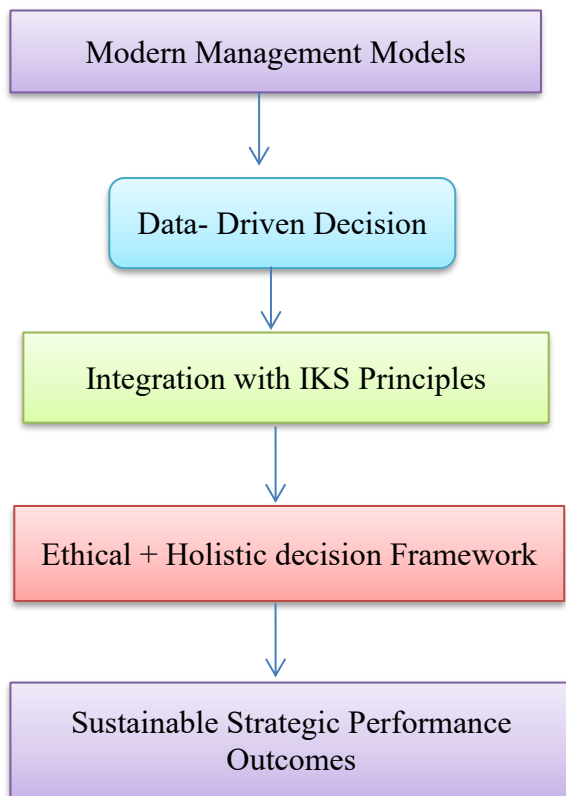 Modern Management Models
Data- Driven Decision
Integration with IKS Principles
Ethical + Holistic decision Framework
Sustainable Strategic Performance
Outcomes